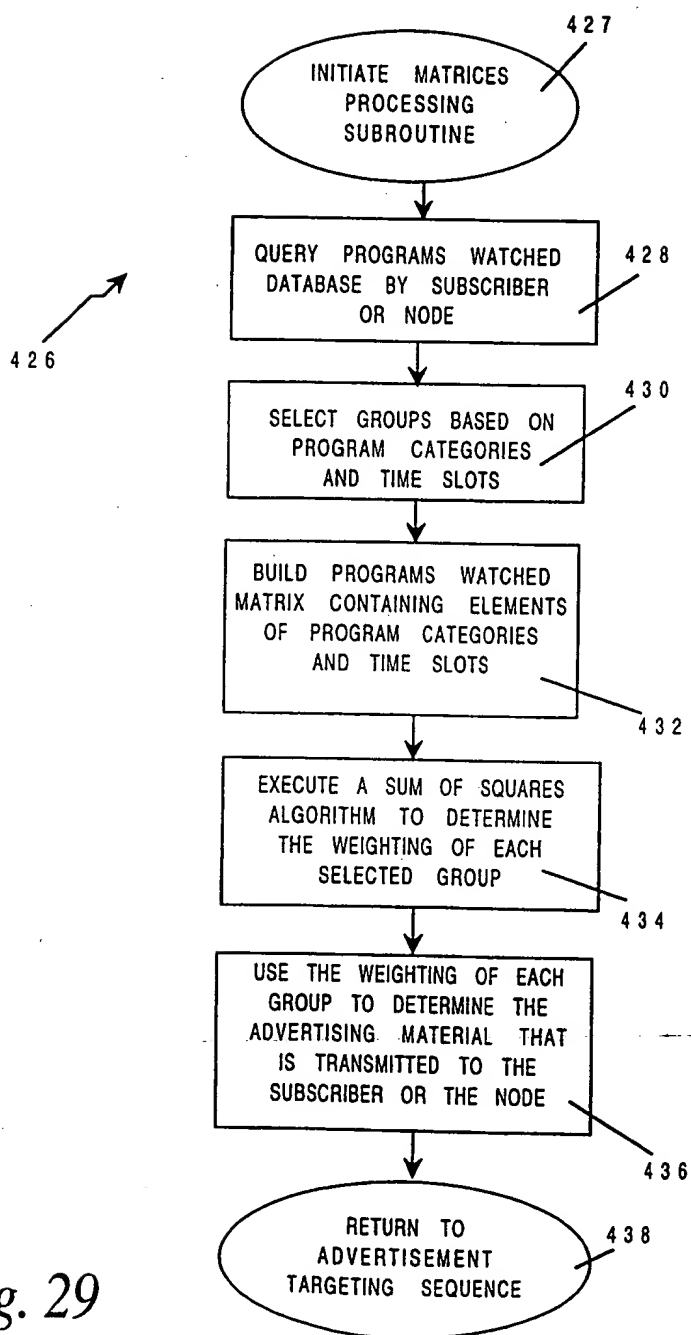 427
INITIATE MATRICES
PROCESSING
SUBROUTINE
QUERY PROGRAMS WATCHED
DATABASE BY SUBSCRIBER
OR NODE
428
426
430
SELECT GROUPS BASED ON
PROGRAM CATEGORIES
AND TIME SLOTS
BUILD PROGRAMS WATCHED
MATRIX CONTAINING ELEMENTS
OF PROGRAM CATEGORIES
AND TIME SLOTS
432
EXECUTE A SUM OF SQUARES
ALGORITHM TO DETERMINE
THE WEIGHTING OF EACH
SELECTED GROUP
434
USE THE WEIGHTING OF EACH
GROUP TO DETERMINE THE
ADVERTISING MATERIAL THAT
IS TRANSMITTED TO THE
SUBSCRIBER OR THE NODE
436
RETURN TO
ADVERTISEMENT
TARGETING SEQUENCE
438
g. 29